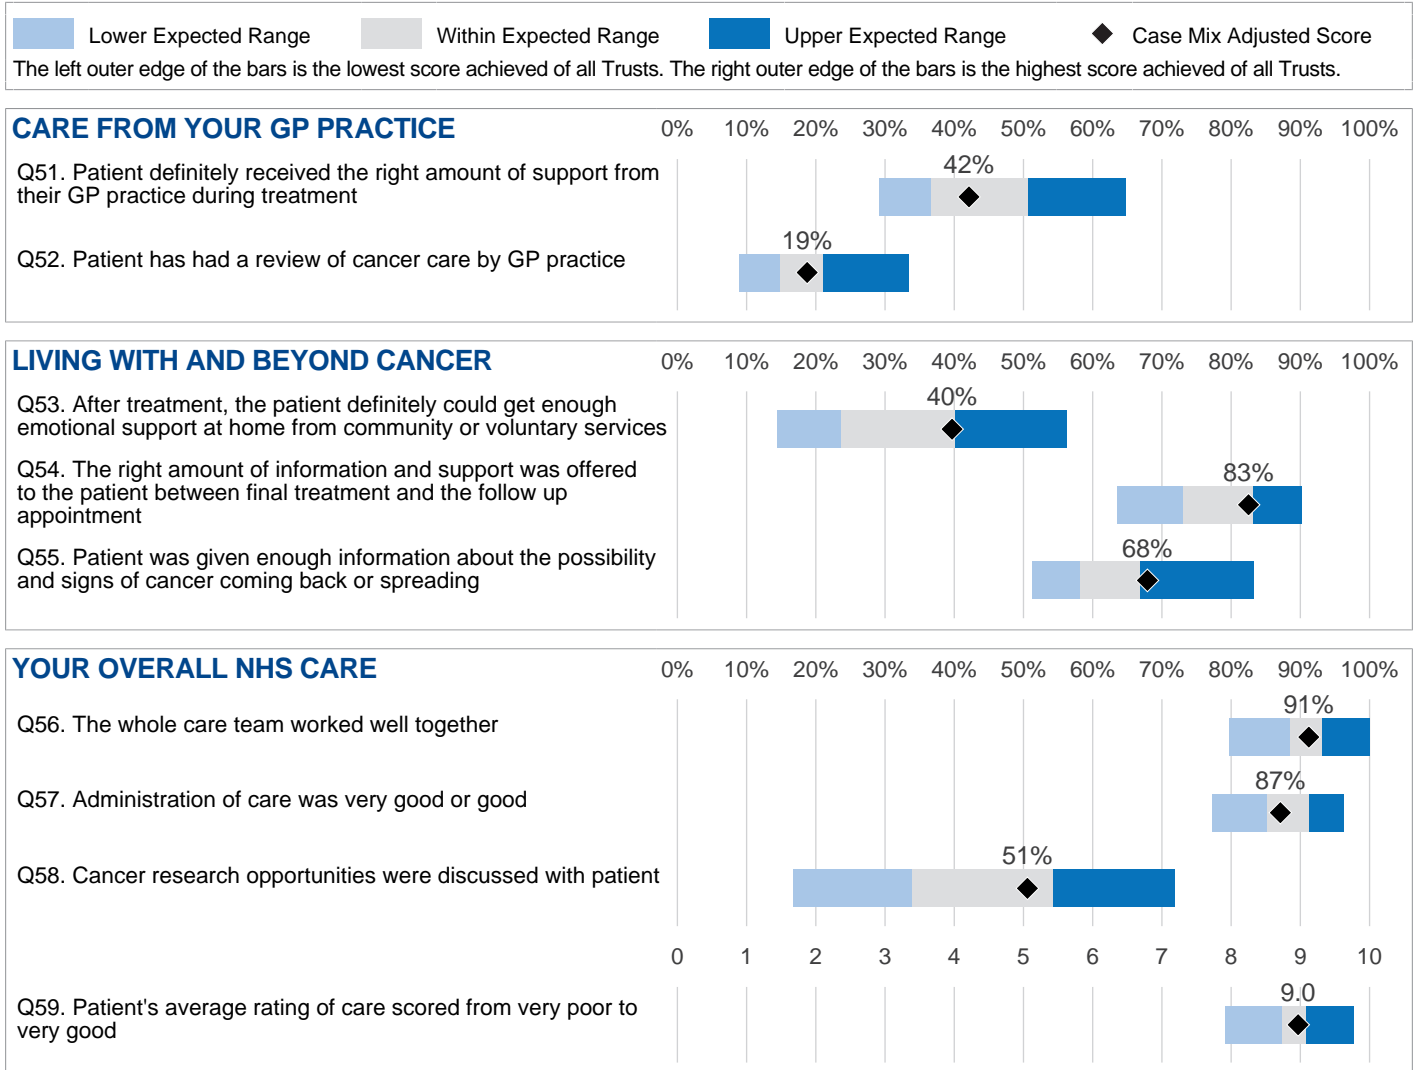 Lower Expected Range Within Expected Range Upper Expected Range Case Mix Adjusted Score
The left outer edge of the bars is the lowest score achieved of all Trusts. The right outer edge of the bars is the highest score achieved of all Trusts.
CARE FROM YOUR GP PRACTICE 0% 10% 20% 30% 40% 50% 60% 70% 80% 90% 100%
42%
Q51. Patient definitely received the right amount of support from
their GP practice during treatment
19%
Q52. Patient has had a review of cancer care by GP practice
LIVING WITH AND BEYOND CANCER 0% 10% 20% 30% 40% 50% 60% 70% 80% 90% 100%
40%
Q53. After treatment, the patient definitely could get enough
emotional support at home from community or voluntary services
83%
Q54. The right amount of information and support was offered
to the patient between final treatment and the follow up
appointment
68%
Q55. Patient was given enough information about the possibility
and signs of cancer coming back or spreading
YOUR OVERALL NHS CARE 0% 10% 20% 30% 40% 50% 60% 70% 80% 90% 100%
91%
Q56. The whole care team worked well together
87%
Q57. Administration of care was very good or good
51%
Q58. Cancer research opportunities were discussed with patient
0 1 2 3 4 5 6 7 8 9 10
9.0
Q59. Patient's average rating of care scored from very poor to
very good